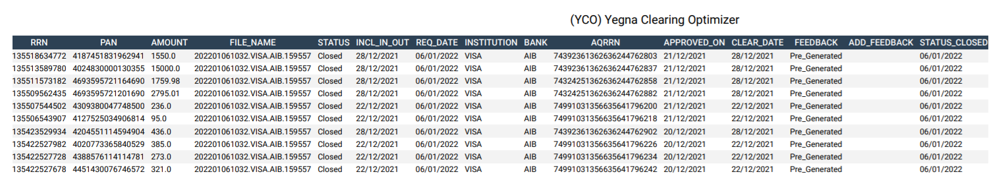 (YCO) Yegna Clearing Optimizer
RRN PAN AMOUNT FILE_NAME STATUS INCL_IN_OUT REQ_DATE INSTITUTION BANK AQRRN APPROVED_ON CLEAR_DATE FEEDBACK ADD_FEEDBACK STATUS_CLOSED
135518634772 4187451831962941 1550.0 202201061032.VISA.AIB.159557 Closed 28/12/2021 06/01/2022 VISA AIB 74392361362636244762803 21/12/2021 28/12/2021 Pre_Generated 06/01/2022
135513589780 4024830000130355 15000.0 202201061032.VISA.AIB.159557 Closed 28/12/2021 06/01/2022 VISA AIB 74392361362636244762837 21/12/2021 28/12/2021 Pre_Generated 06/01/2022
135511573182 4693595721164690 1759.98 202201061032.VISA.AIB.159557 Closed 28/12/2021 06/01/2022 VISA AIB 74324251362636244762858 21/12/2021 28/12/2021 Pre_Generated 06/01/2022
135509562435 4693595721201690 2795.01 202201061032.VISA.AIB.159557 Closed 28/12/2021 06/01/2022 VISA AIB 74324251362636244762882 21/12/2021 28/12/2021 Pre_Generated 06/01/2022
135507544502 4309380047748500 236.0 202201061032.VISA.AIB.159557 Closed 22/12/2021 06/01/2022 VISA AIB 74991031356635641796200 21/12/2021 22/12/2021 Pre_Generated 06/01/2022
135506543907 4127525034906814 95.0 202201061032.VISA.AIB.159557 Closed 22/12/2021 06/01/2022 VISA AIB 74991031356635641796218 21/12/2021 22/12/2021 Pre_Generated 06/01/2022
135423529934 4204551114594904 436.0 202201061032.VISA.AIB.159557 Closed 28/12/2021 06/01/2022 VISA AIB 74392361362636244762902 20/12/2021 28/12/2021 Pre_Generated 06/01/2022
135422527982 4020773365840529 385.0 202201061032.VISA.AIB.159557 Closed 22/12/2021 06/01/2022 VISA AIB 74991031356635641796226 20/12/2021 22/12/2021 Pre_Generated 06/01/2022
135422527728 4388576114114781 273.0 202201061032.VISA.AIB.159557 Closed 22/12/2021 06/01/2022 VISA AIB 74991031356635641796234 20/12/2021 22/12/2021 Pre_Generated 06/01/2022
135422527678 4451430076746572 321.0 202201061032.VISA.AIB.159557 Closed 22/12/2021 06/01/2022 VISA AIB 74991031356635641796242 20/12/2021 22/12/2021 Pre_Generated 06/01/2022